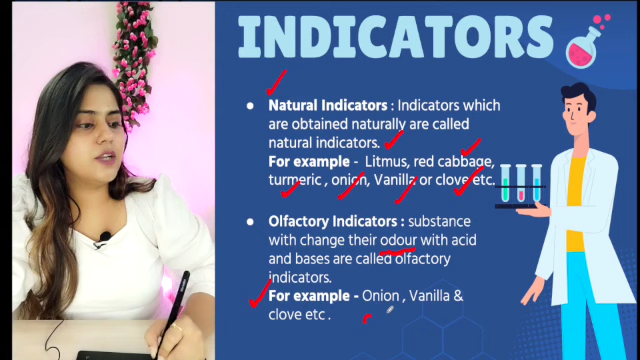 INDICATORS
Natural Indicators : Indicators which
are obtained naturally are called
natural indicators.
For example - Litmus, red cabbage,
turmeric , onion, Vanilla or clove etc.
Olfactory Indicators : substance
with change their odour with acid
and bases are called olfactory
indicators.
For example - Onion , Vanilla &
clove etc .